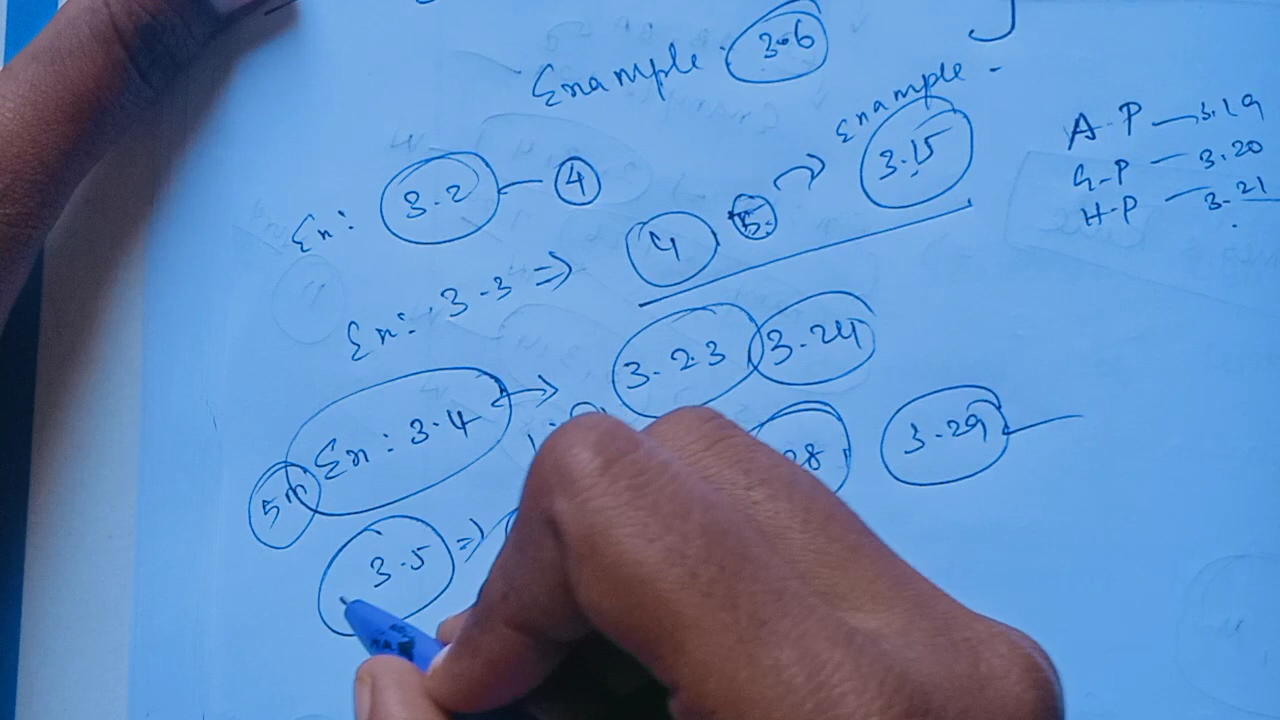 Example. 3.6
Example -
3.15
A.P — 3.19
G.P — 3.20
H.P — 3.21
Ex: 3.2 — 4
Ex: 3.3 ⇒ 4 5.
Ex: 3.4 → 3.23 3.24
5m
28 3.29
3.5 ⇒